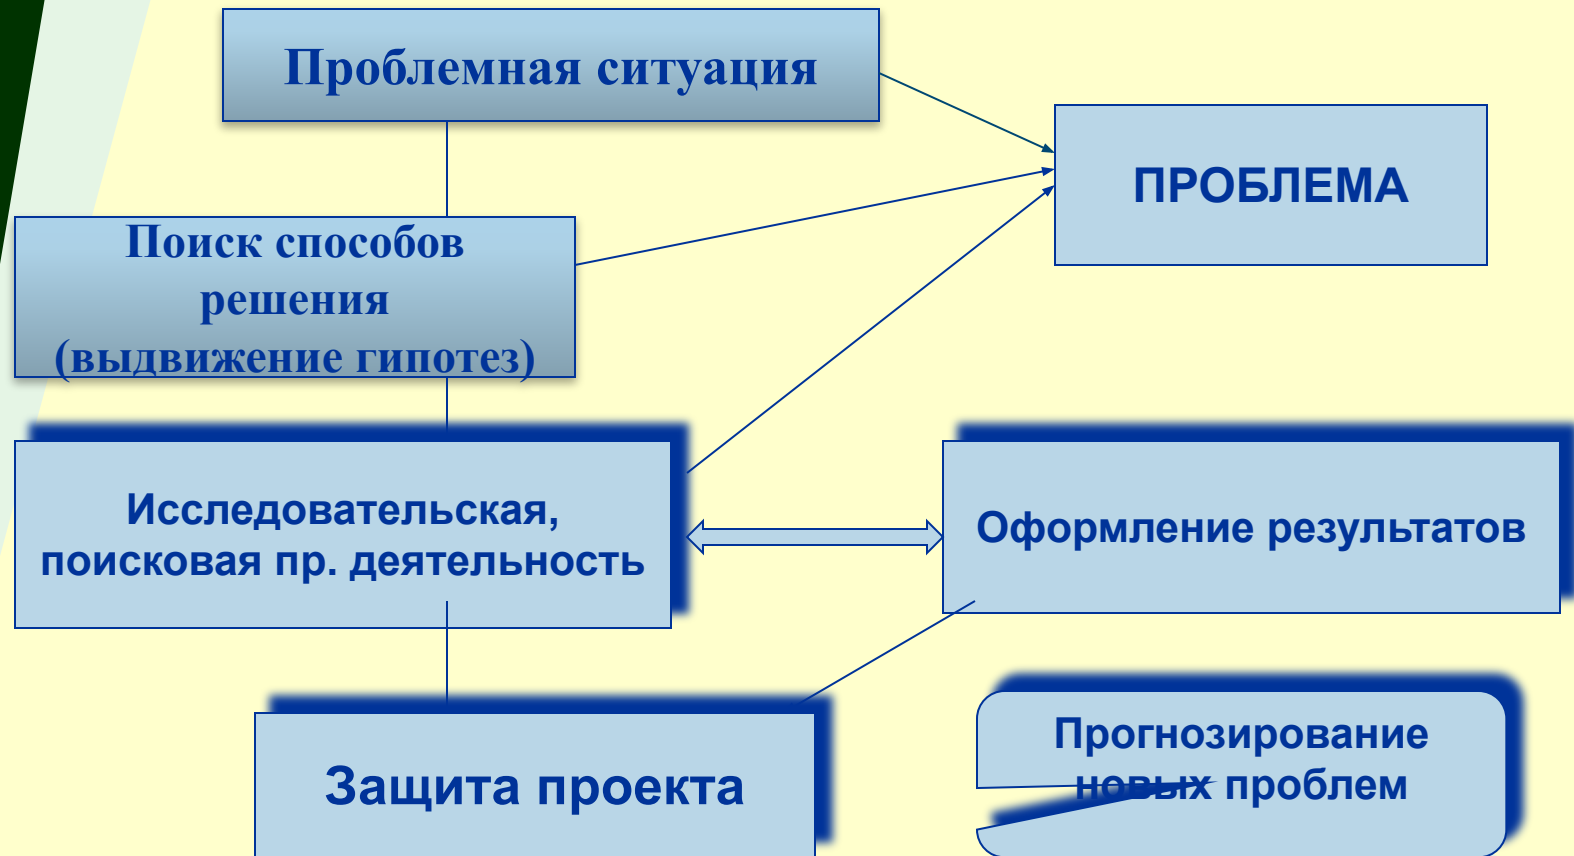 Проблемная ситуация
ПРОБЛЕМА
Поиск способов
решения
(выдвижение гипотез)
Исследовательская,
поисковая пр. деятельность
Оформление результатов
Защита проекта
Прогнозирование
новых проблем